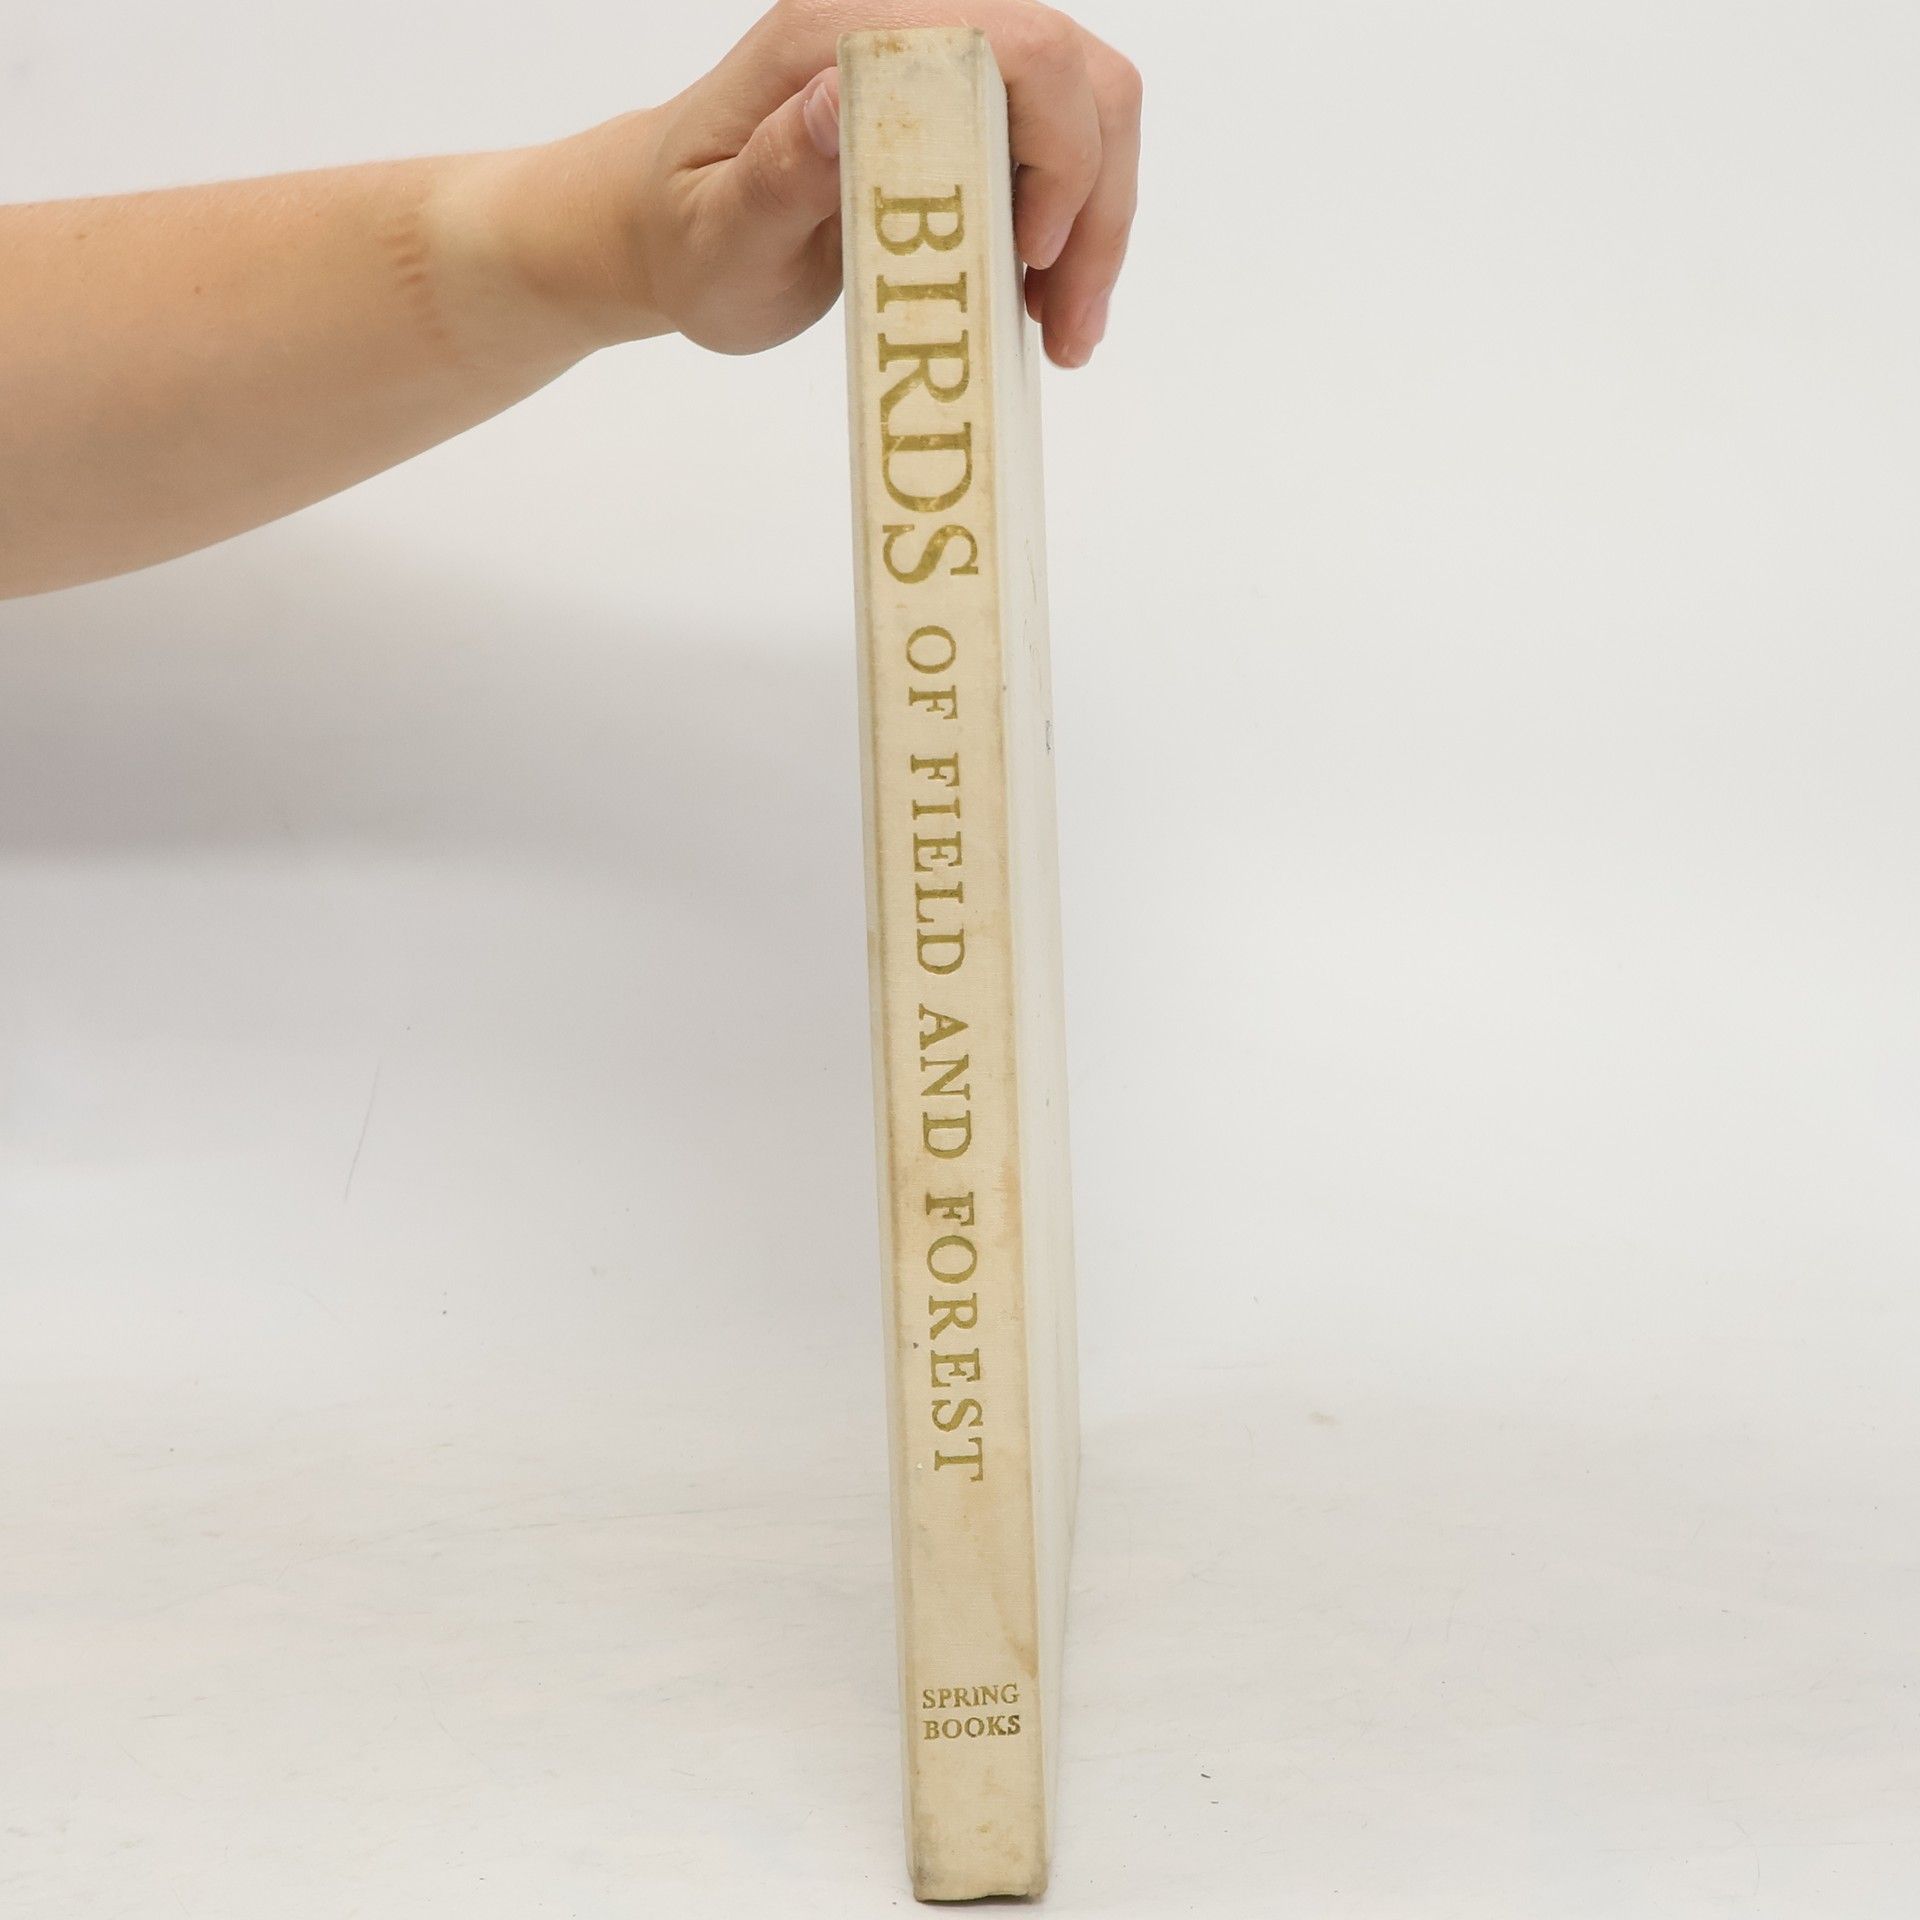 BIRDS OF FIELD AND FOREST
SPRING
BOOKS